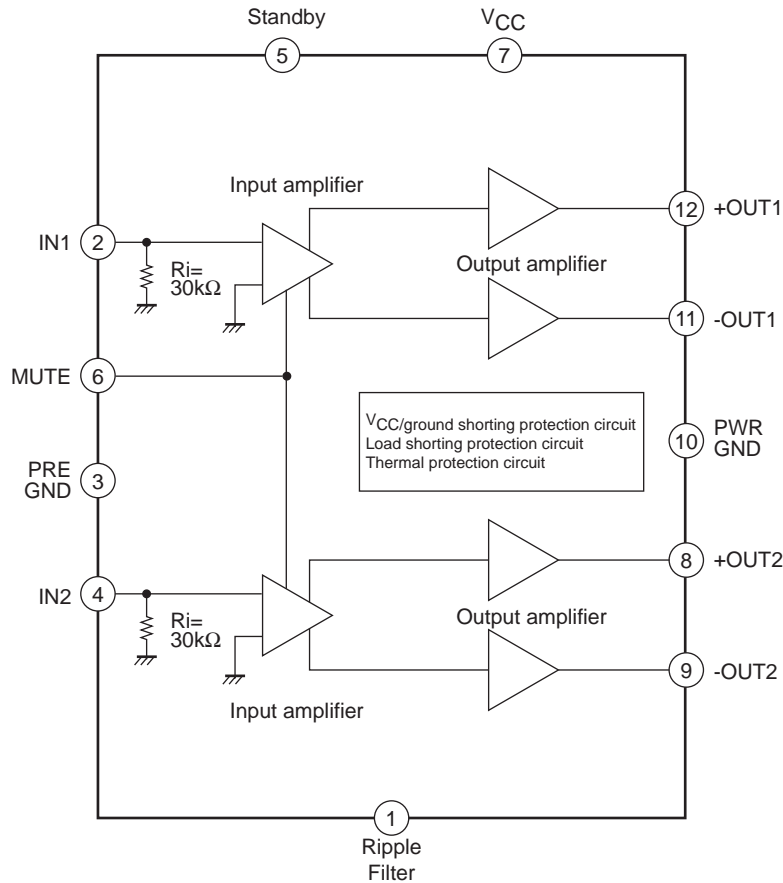 Standby
VCC
5
7
Input amplifier
12
+OUT1
IN1
2
Ri=
30kΩ
Output amplifier
11
-OUT1
MUTE
6
VCC/ground shorting protection circuit
Load shorting protection circuit
Thermal protection circuit
10
PWR
GND
PRE
GND
3
8
+OUT2
IN2
4
Ri=
30kΩ
Output amplifier
9
-OUT2
Input amplifier
1
Ripple
Filter